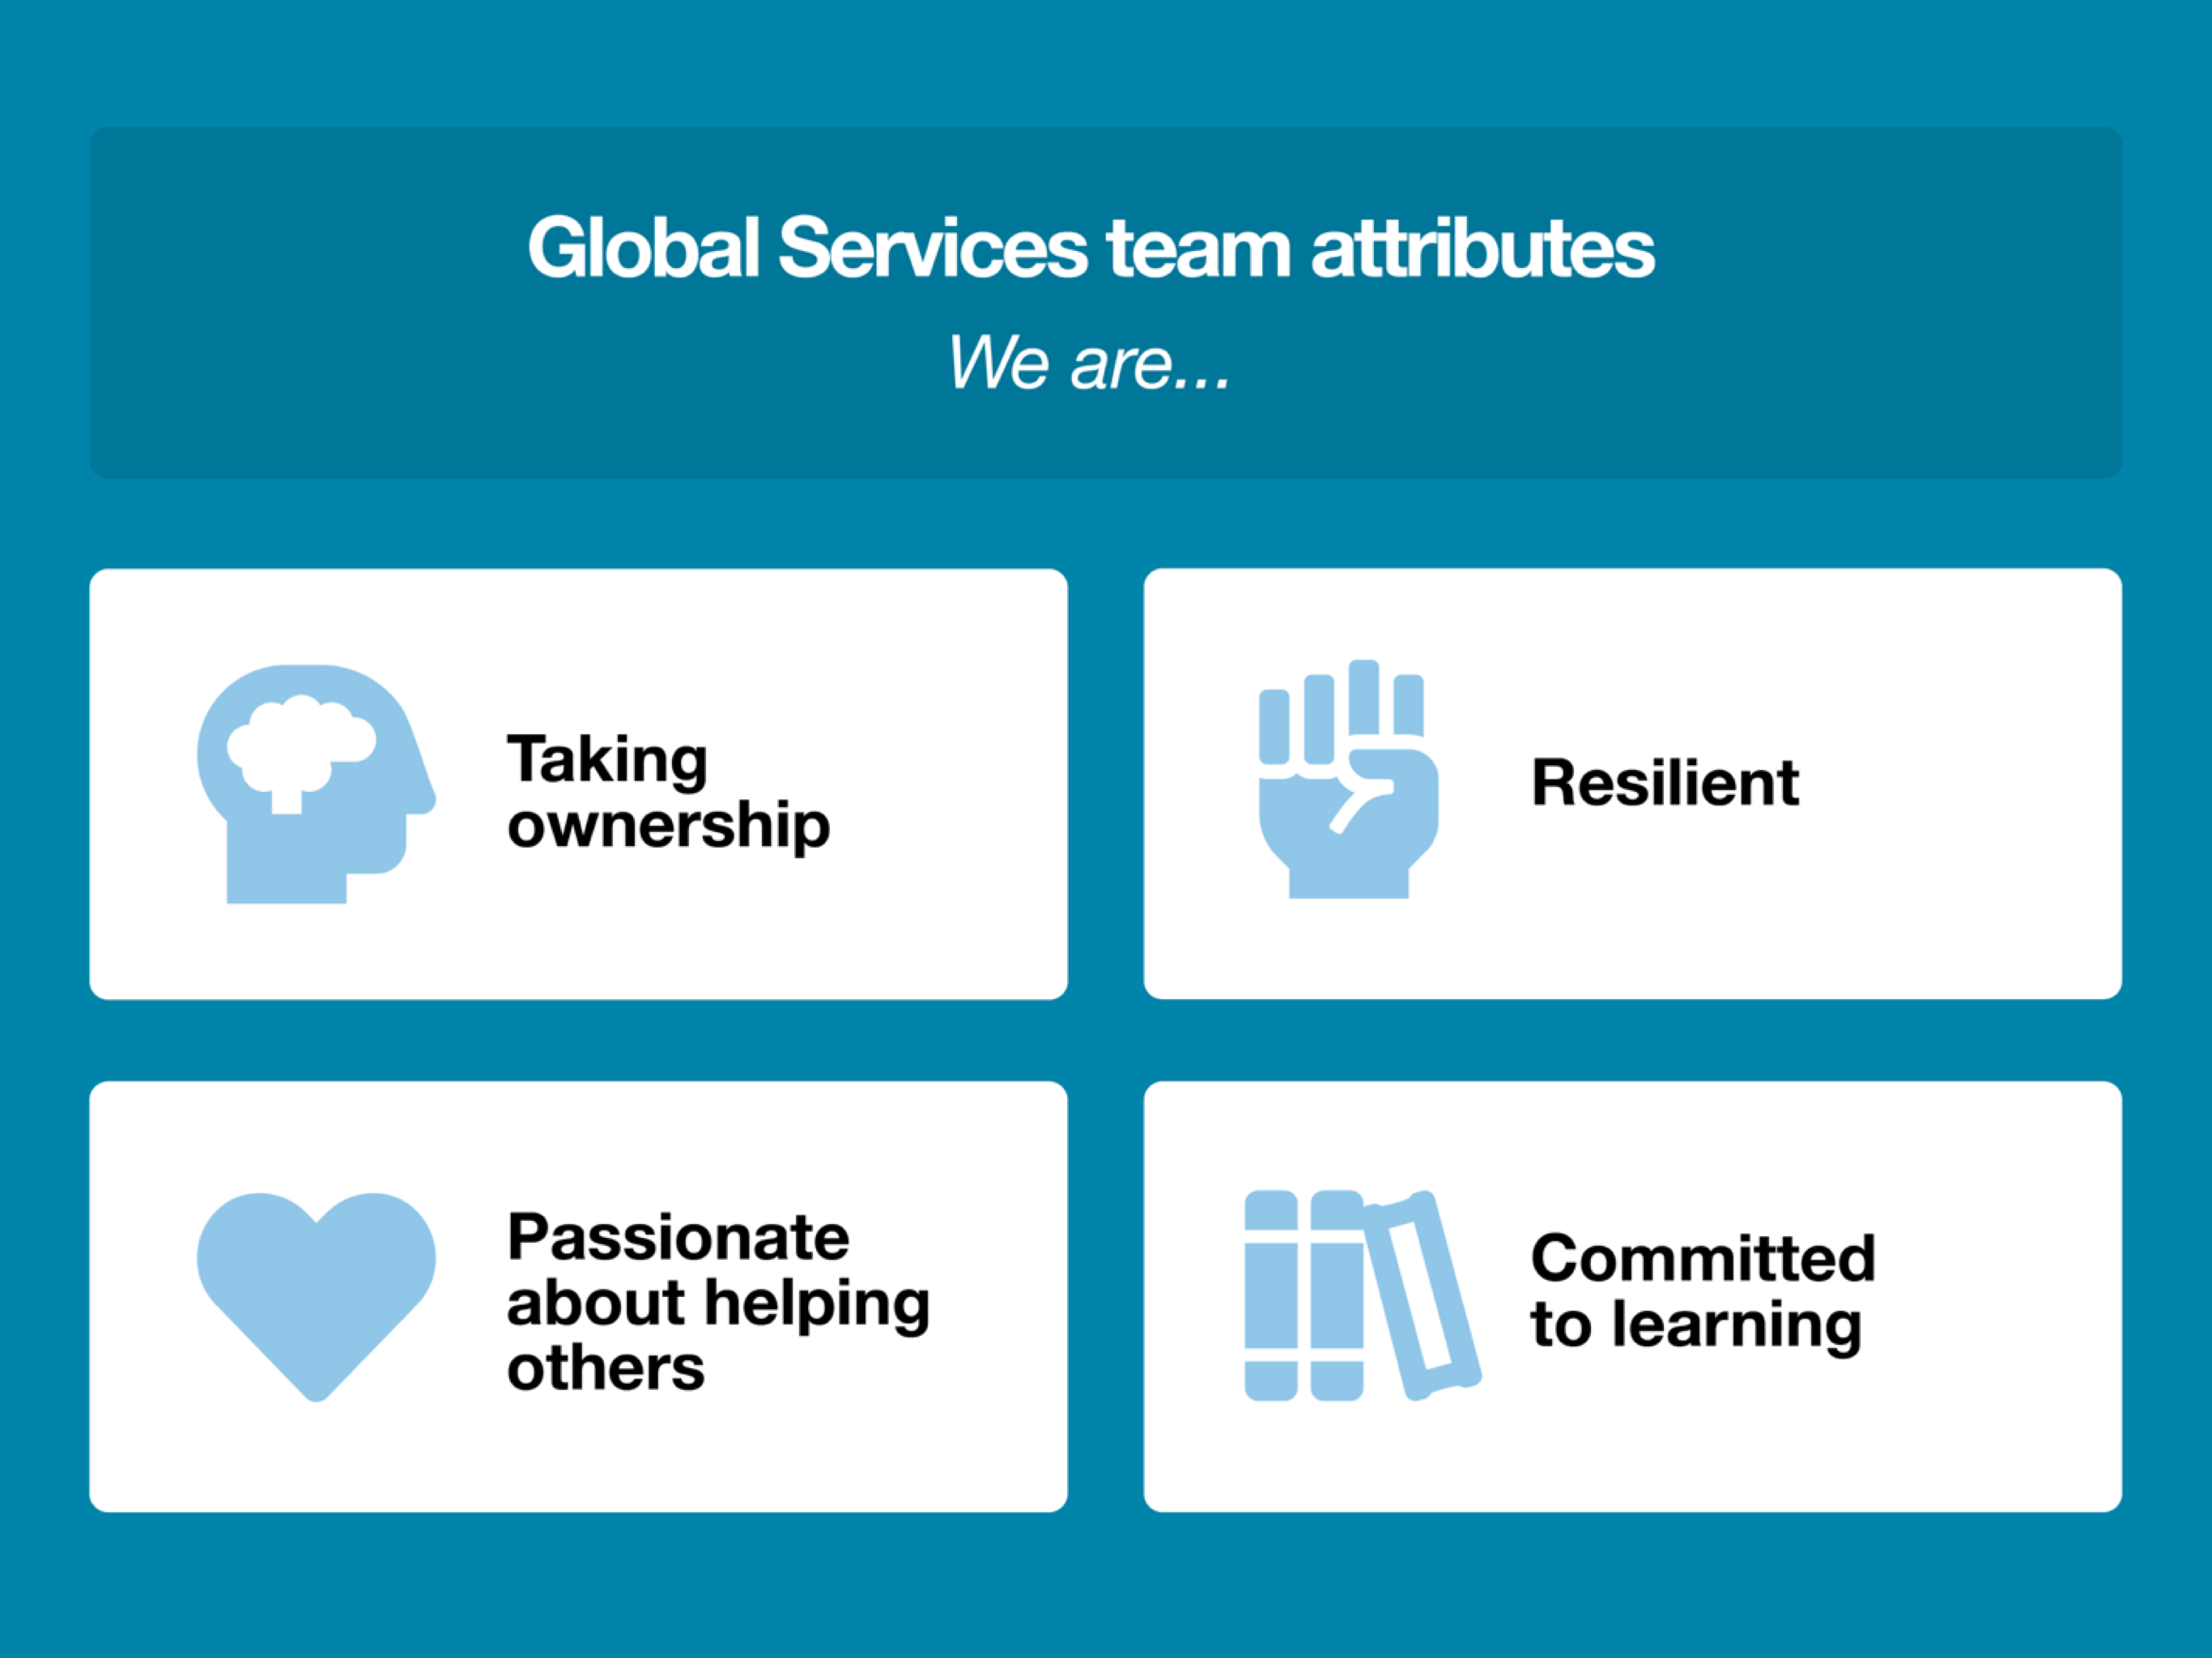 Global Services team attributes
We are...
Taking
ownership
Resilient
Passionate
about helping
others
Committed
to learning